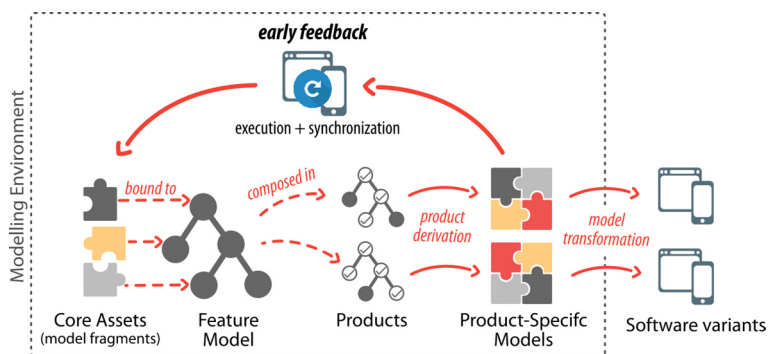 early feedback
execution + synchronization
Modelling Environment
bound to
composed in
product
derivation
model
transformation
Core Assets
(model fragments)
Feature
Model
Products
Product-Specifc
Models
Software variants